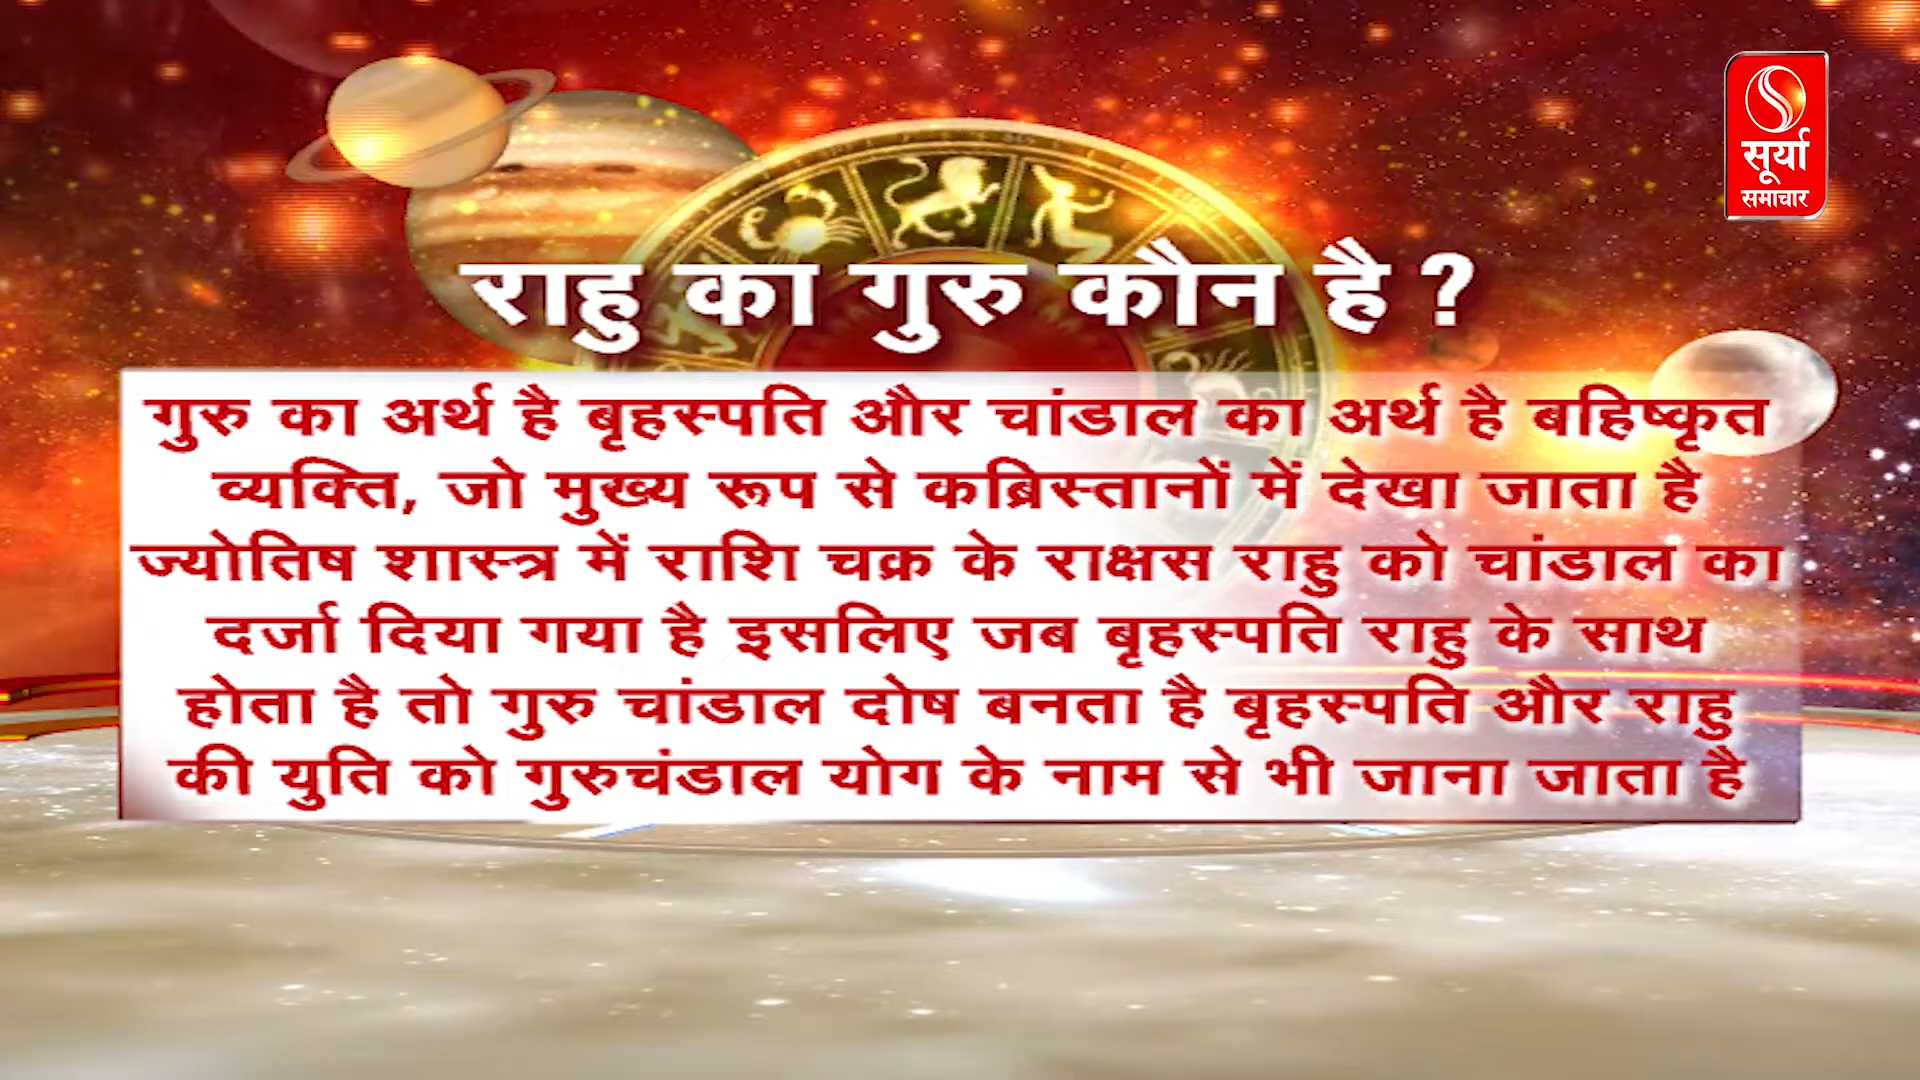 सूर्या
समाचार
राहु का गुरु कौन है ?
गुरु का अर्थ है बृहस्पति और चांडाल का अर्थ है बहिष्कृत
व्यक्ति, जो मुख्य रूप से कब्रिस्तानों में देखा जाता है
ज्योतिष शास्त्र में राशि चक्र के राक्षस राहु को चांडाल का
दर्जा दिया गया है इसलिए जब बृहस्पति राहु के साथ
होता है तो गुरु चांडाल दोष बनता है बृहस्पति और राहु
की युति को गुरुचंडाल योग के नाम से भी जाना जाता है